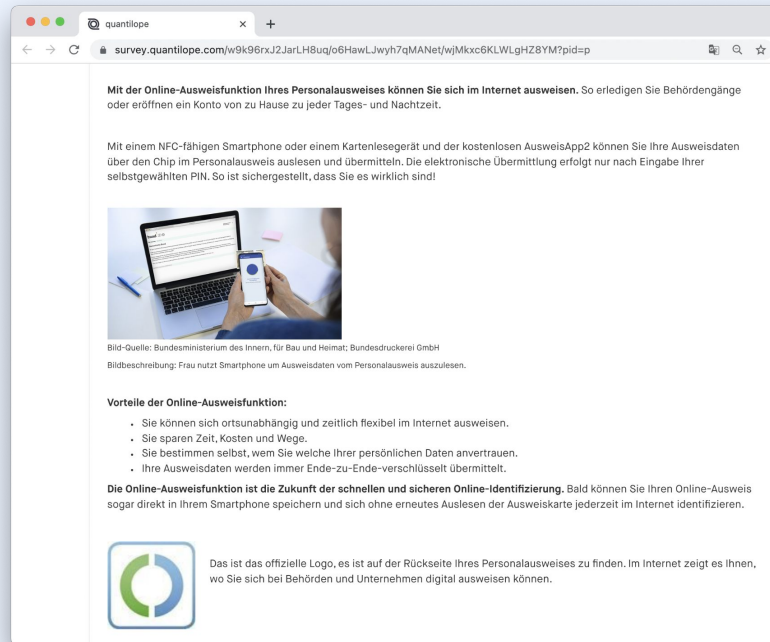 quantilope
survey.quantilope.com/w9k96rxJ2JarLH8uq/o6HawLJwyh7qMANet/wjMkxc6KLWLgHZ8YM?pid=p
Mit der Online-Ausweisfunktion Ihres Personalausweises können Sie sich im Internet ausweisen. So erledigen Sie Behördengänge
oder eröffnen ein Konto von zu Hause zu jeder Tages- und Nachtzeit.
Mit einem NFC-fähigen Smartphone oder einem Kartenlesegerät und der kostenlosen AusweisApp2 können Sie Ihre Ausweisdaten
über den Chip im Personalausweis auslesen und übermitteln. Die elektronische Übermittlung erfolgt nur nach Eingabe Ihrer
selbstgewählten PIN. So ist sichergestellt, dass Sie es wirklich sind!
Bild-Quelle: Bundesministerium des Innern, für Bau und Heimat; Bundesdruckerei GmbH
Bildbeschreibung: Frau nutzt Smartphone um Ausweisdaten vom Personalausweis auszulesen.
Vorteile der Online-Ausweisfunktion:
• Sie können sich ortsunabhängig und zeitlich flexibel im Internet ausweisen.
• Sie sparen Zeit, Kosten und Wege.
• Sie bestimmen selbst, wem Sie welche Ihrer persönlichen Daten anvertrauen.
• Ihre Ausweisdaten werden immer Ende-zu-Ende-verschlüsselt übermittelt.
Die Online-Ausweisfunktion ist die Zukunft der schnellen und sicheren Online-Identifizierung. Bald können Sie Ihren Online-Ausweis
sogar direkt in Ihrem Smartphone speichern und sich ohne erneutes Auslesen der Ausweiskarte jederzeit im Internet identifizieren.
Das ist das offizielle Logo, es ist auf der Rückseite Ihres Personalausweises zu finden. Im Internet zeigt es Ihnen,
wo Sie sich bei Behörden und Unternehmen digital ausweisen können.